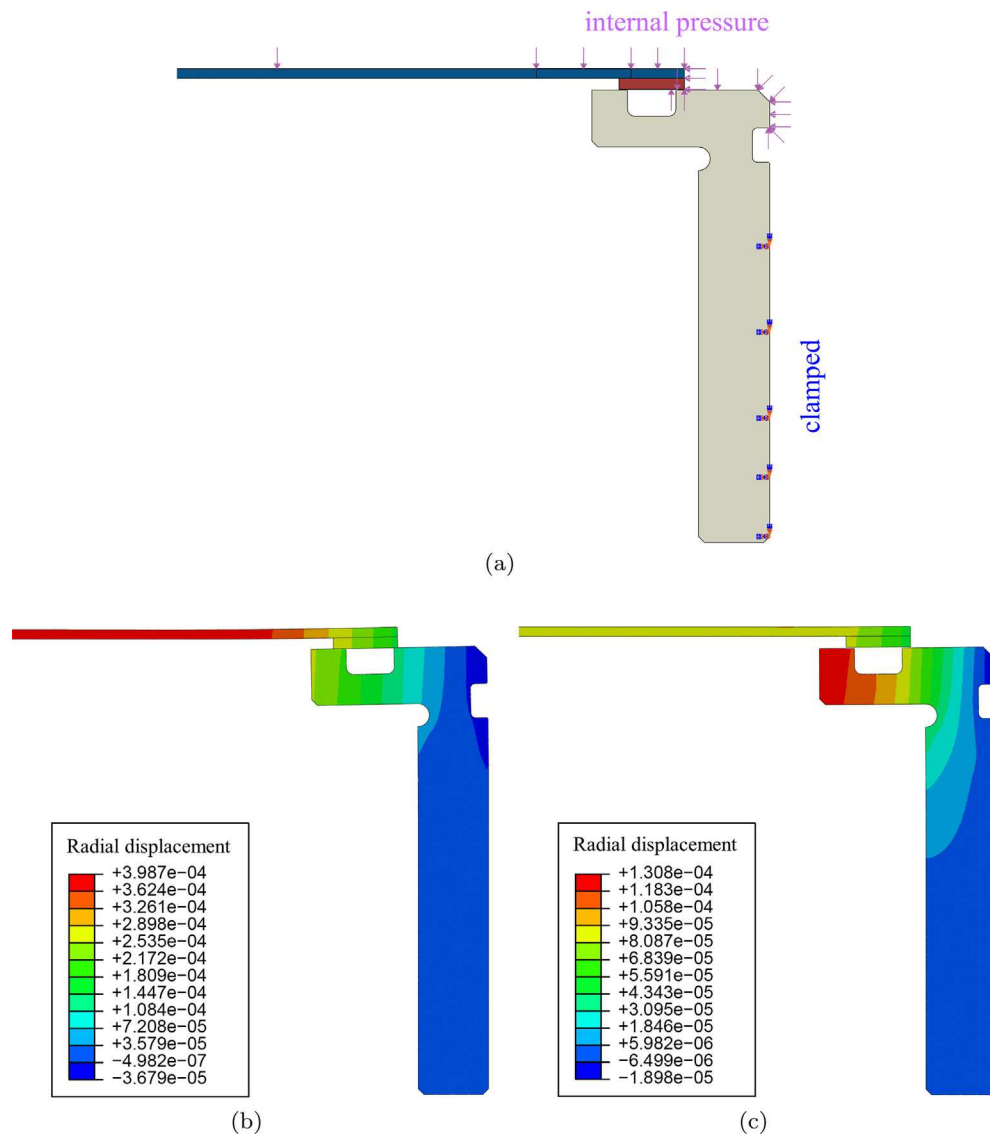 internal pressure
clamped
(a)
Radial displacement
+3.987e−04
+3.624e−04
+3.261e−04
+2.898e−04
+2.535e−04
+2.172e−04
+1.809e−04
+1.447e−04
+1.084e−04
+7.208e−05
+3.579e−05
−4.982e−07
−3.679e−05
Radial displacement
+1.308e−04
+1.183e−04
+1.058e−04
+9.335e−05
+8.087e−05
+6.839e−05
+5.591e−05
+4.343e−05
+3.095e−05
+1.846e−05
+5.982e−06
−6.499e−06
−1.898e−05
(b)
(c)